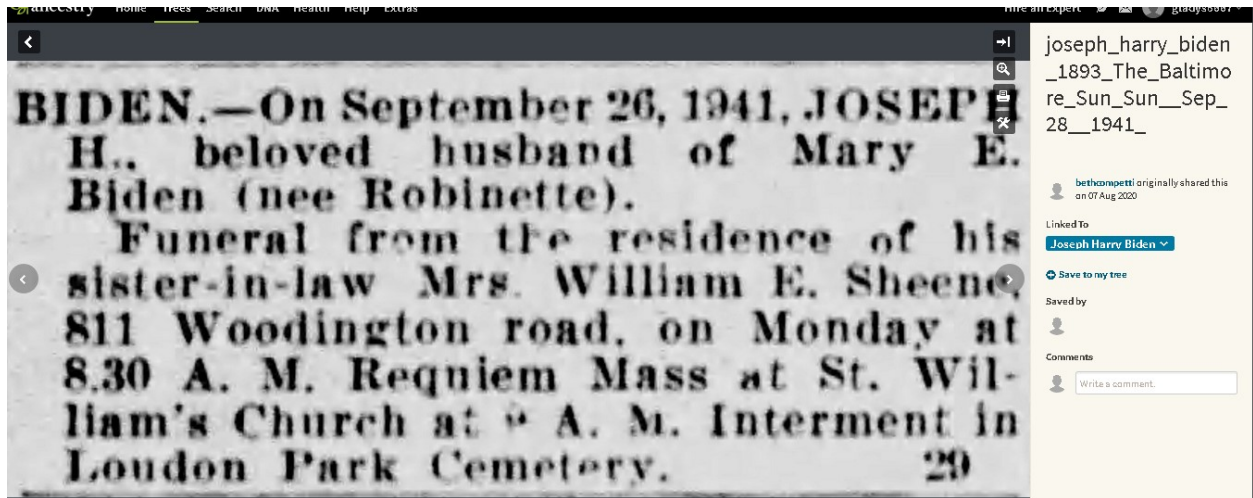 ancestry Home Trees Search DNA Health Help Extras Hire an Expert
BIDEN.—On September 26, 1941, JOSEPH
H., beloved husband of Mary E.
Biden (nee Robinette).
Funeral from the residence of his
sister-in-law Mrs. William E. Sheene,
811 Woodington road, on Monday at
8.30 A. M. Requiem Mass at St. Wil-
liam's Church at A. M. Interment in
Loudon Park Cemetery. 29
joseph_harry_biden
_1893_The_Baltimo
re_Sun_Sun__Sep_
28__1941_
bethcompetti originally shared this
on 07 Aug 2020
Linked To
Joseph Harry Biden
Save to my tree
Saved by
Comments
Write a comment.